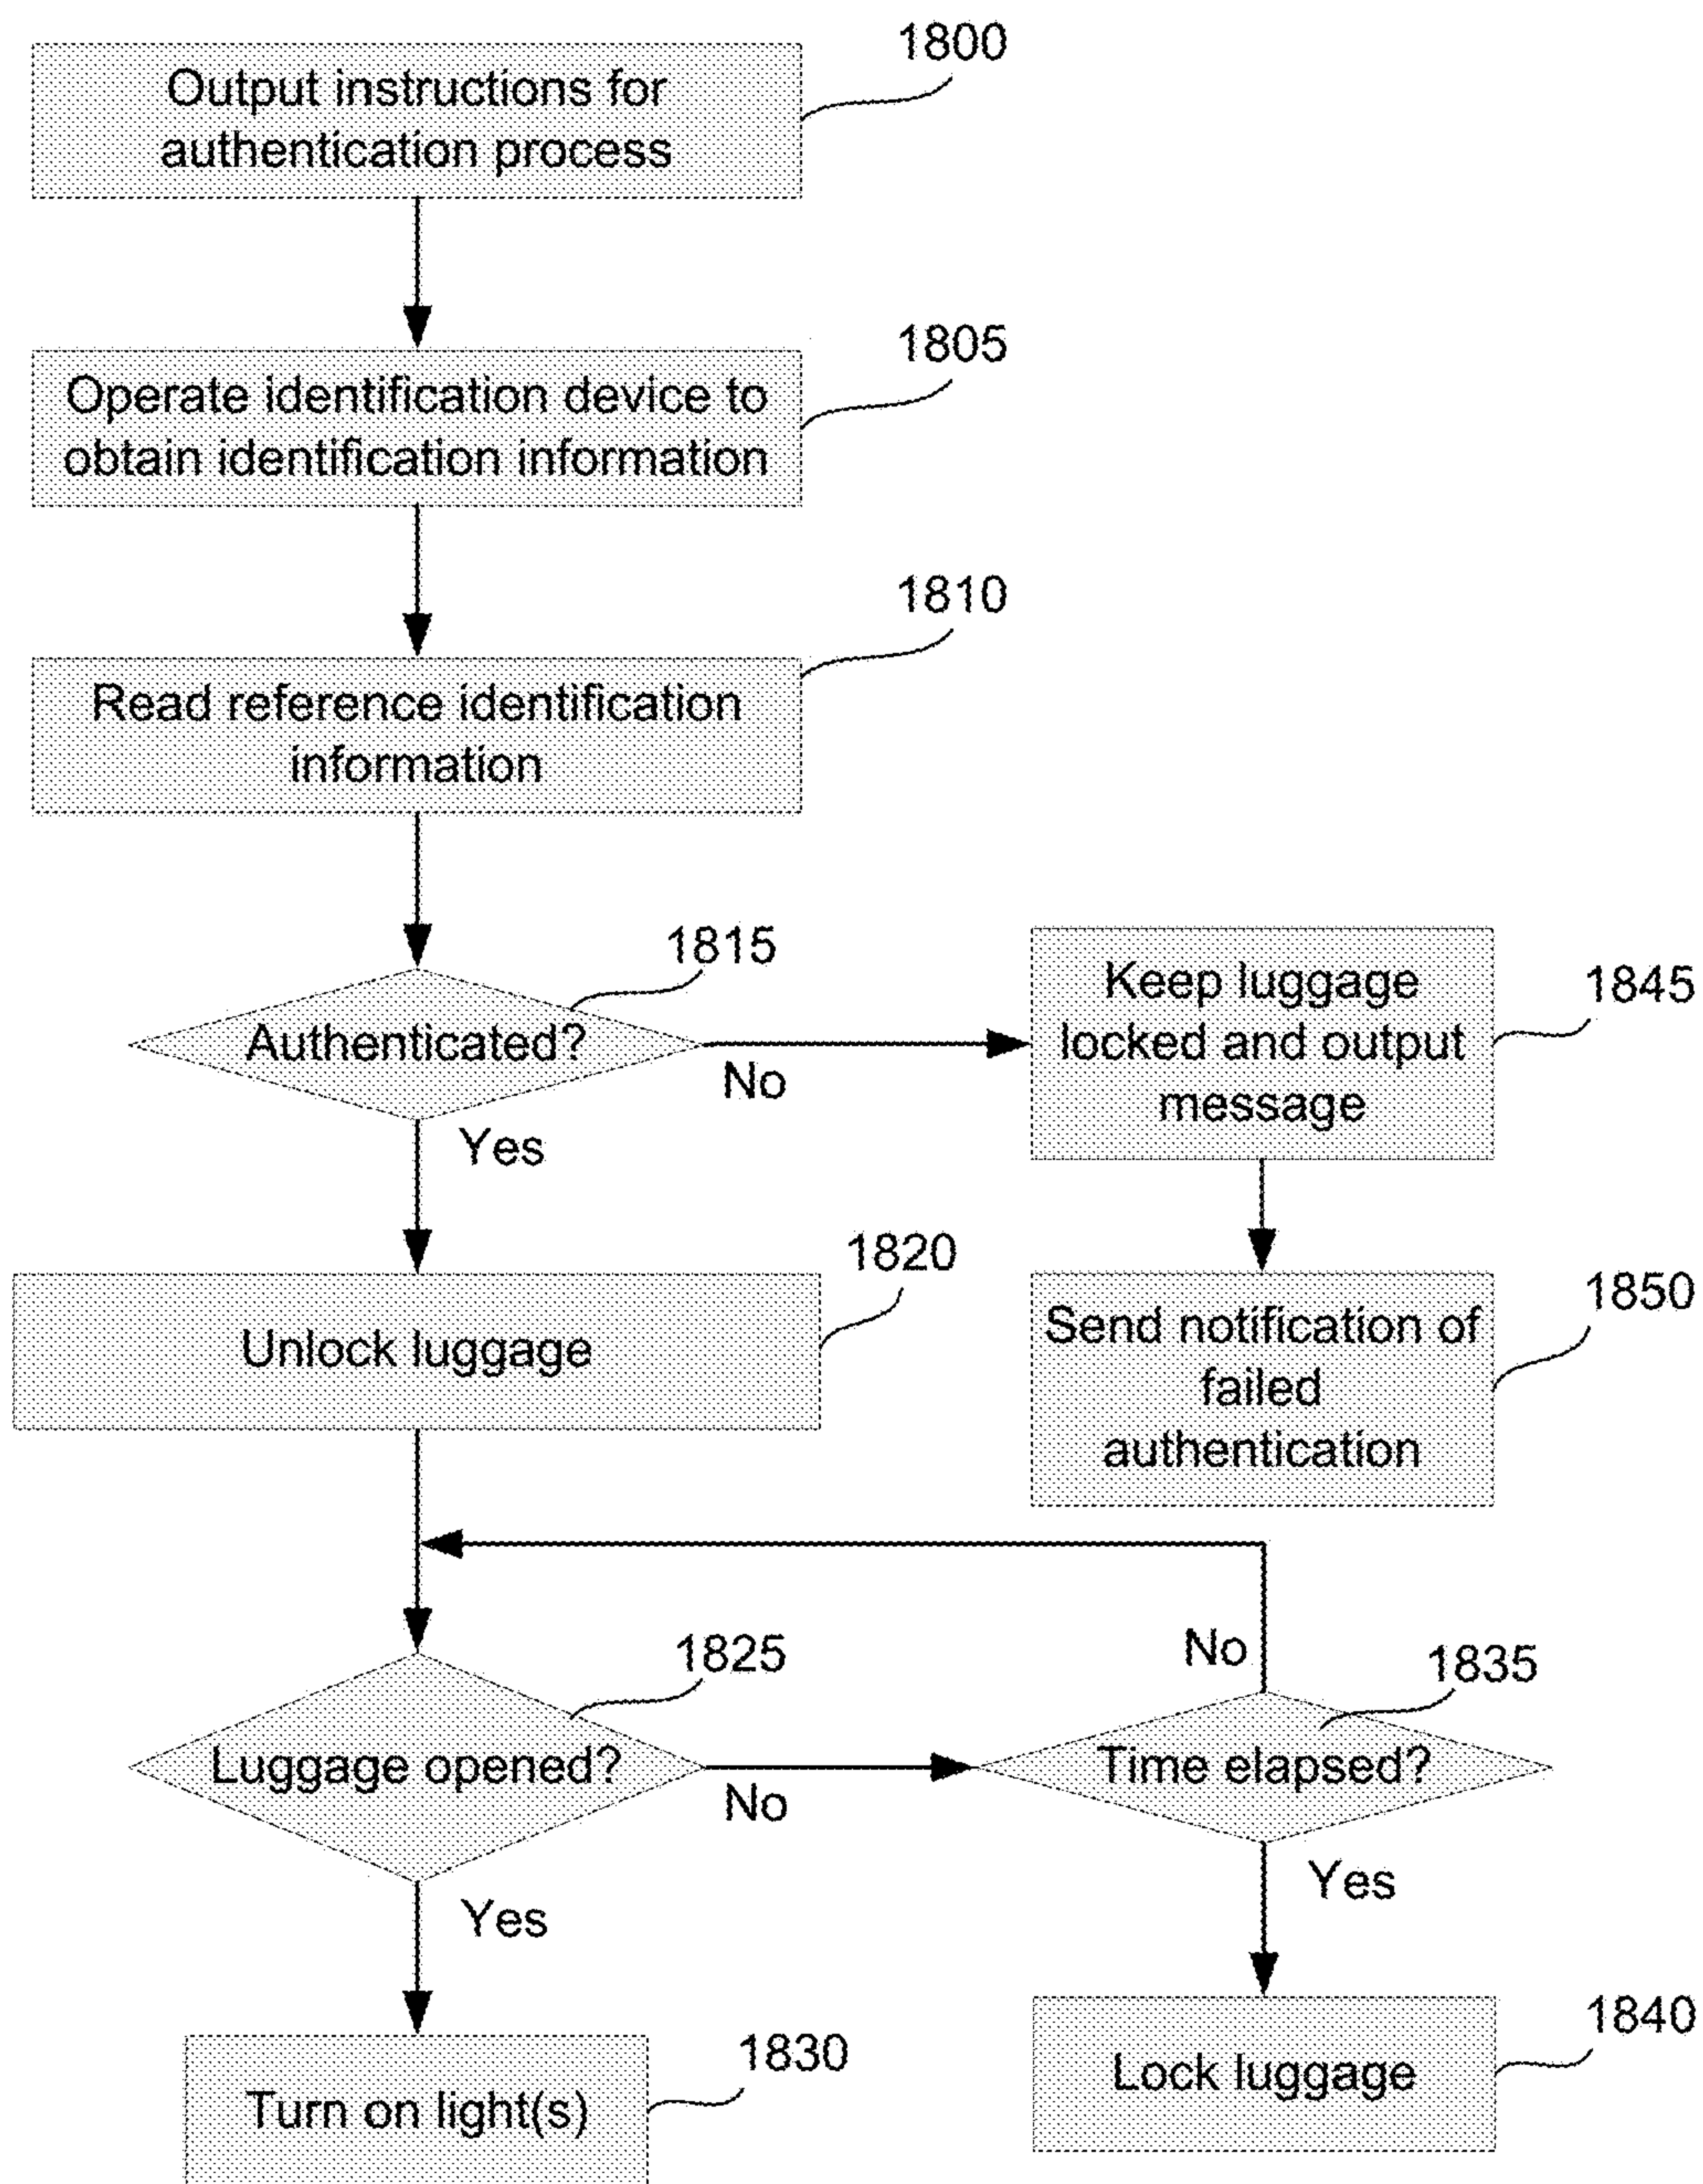 1800
Output instructions for
authentication process
1805
Operate identification device to
obtain identification information
1810
Read reference identification
information
1815
Authenticated?
No
Yes
Keep luggage
locked and output
message
1845
1820
Unlock luggage
1850
Send notification of
failed
authentication
1825
Luggage opened?
No
Yes
No
1835
Time elapsed?
Yes
1830
Turn on light(s)
1840
Lock luggage